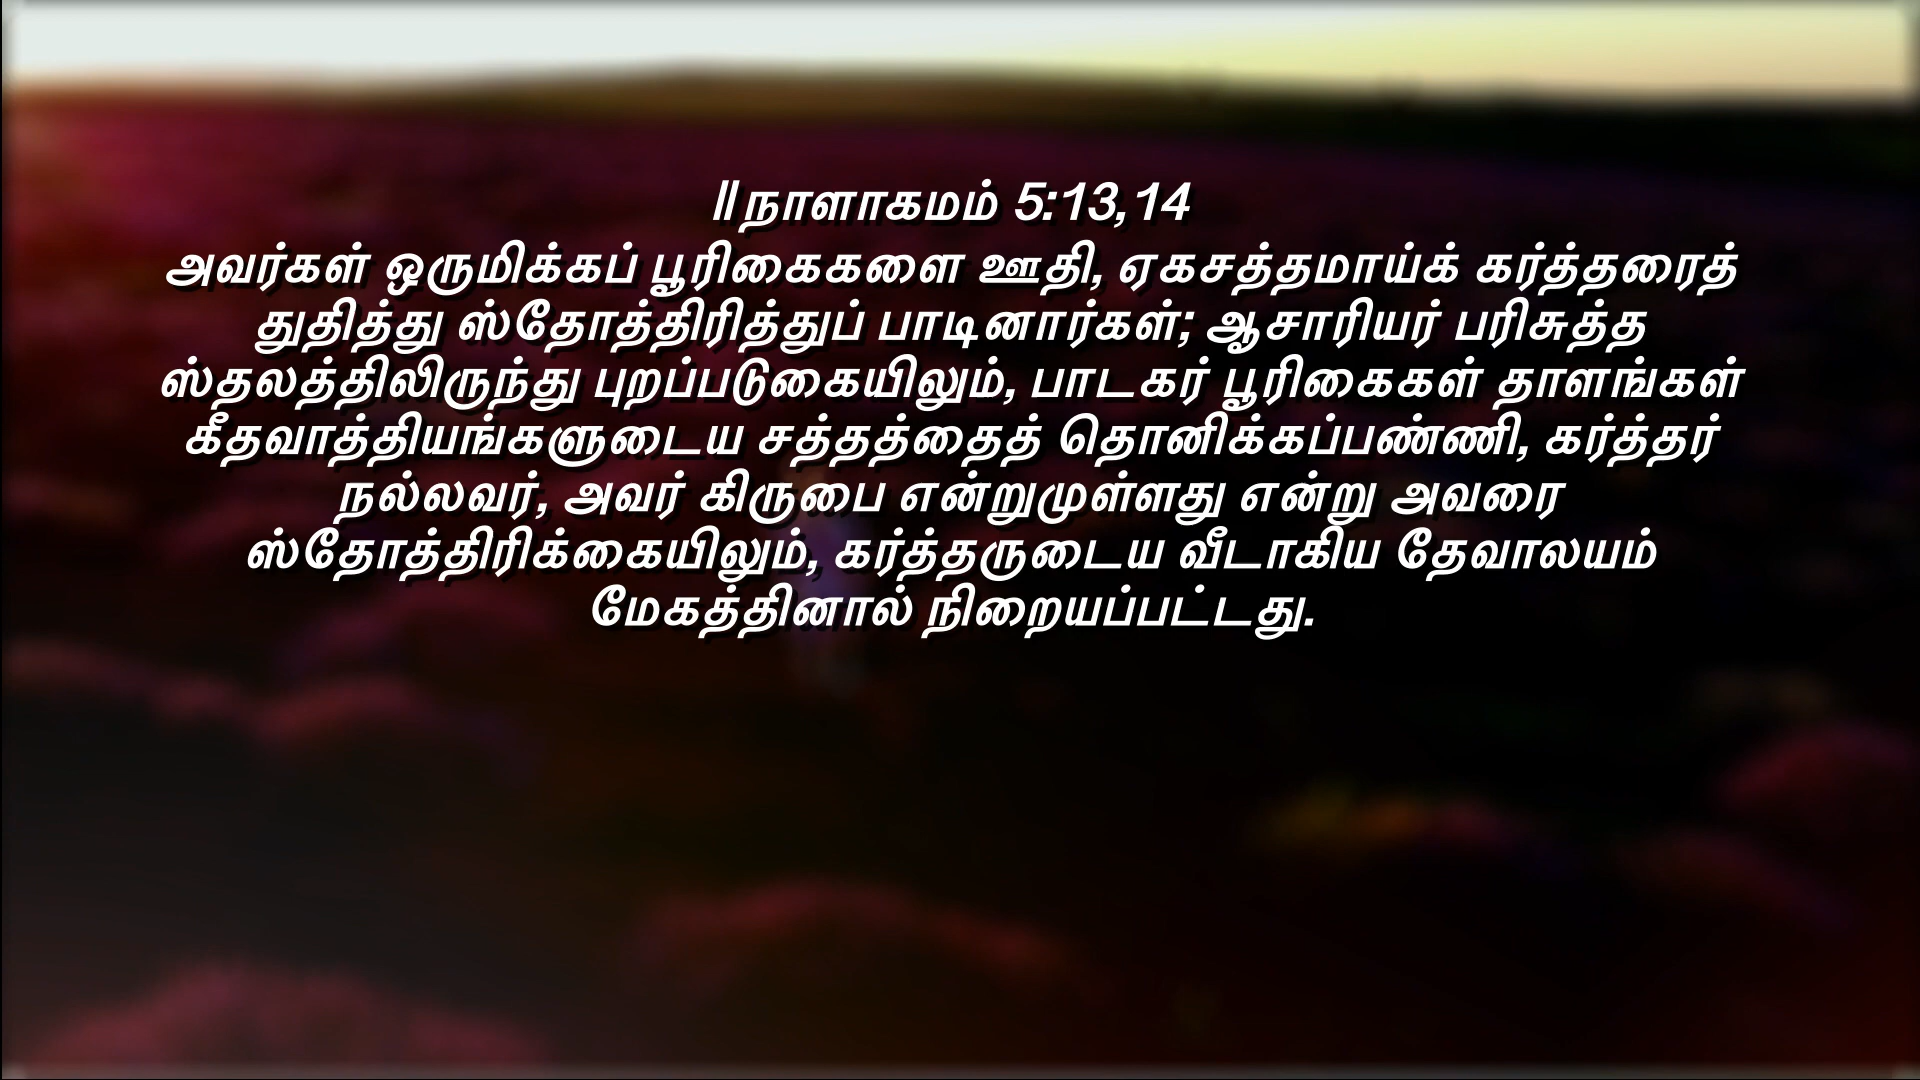 II நாளாகமம் 5:13,14
அவர்கள் ஒருமிக்கப் பூரிகைகளை ஊதி, ஏகசத்தமாய்க் கர்த்தரைத்
துதித்து ஸ்தோத்திரித்துப் பாடினார்கள்; ஆசாரியர் பரிசுத்த
ஸ்தலத்திலிருந்து புறப்படுகையிலும், பாடகர் பூரிகைகள் தாளங்கள்
கீதவாத்தியங்களுடைய சத்தத்தைத் தொனிக்கப்பண்ணி, கர்த்தர்
நல்லவர், அவர் கிருபை என்றுமுள்ளது என்று அவரை
ஸ்தோத்திரிக்கையிலும், கர்த்தருடைய வீடாகிய தேவாலயம்
மேகத்தினால் நிறையப்பட்டது.